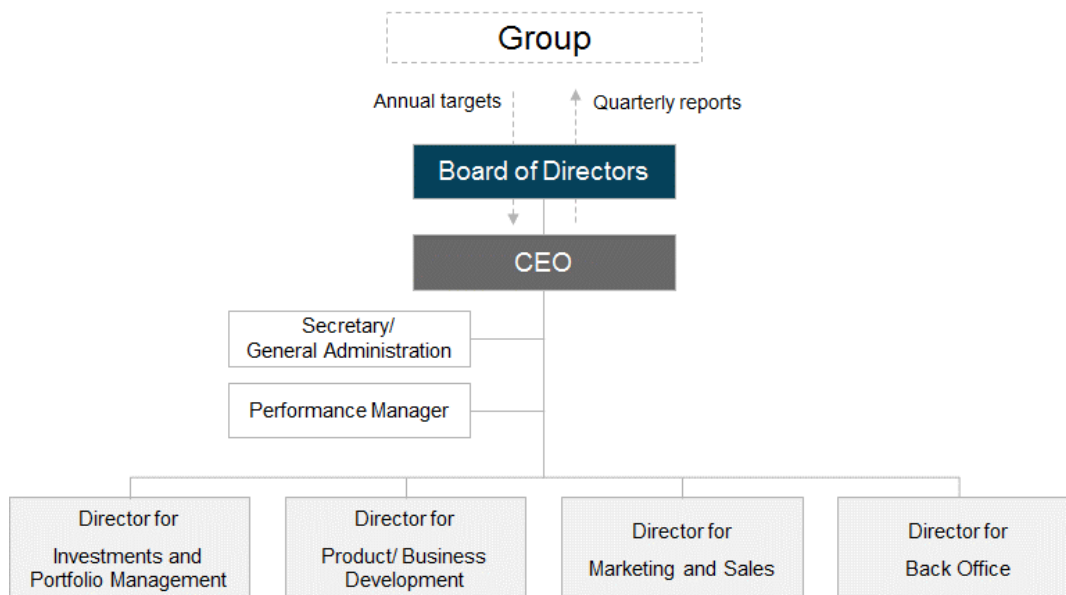 Group
Annual targets
Quarterly reports
Board of Directors
CEO
Secretary/
General Administration
Performance Manager
Director for
Investments and
Portfolio Management
Director for
Product/ Business
Development
Director for
Marketing and Sales
Director for
Back Office